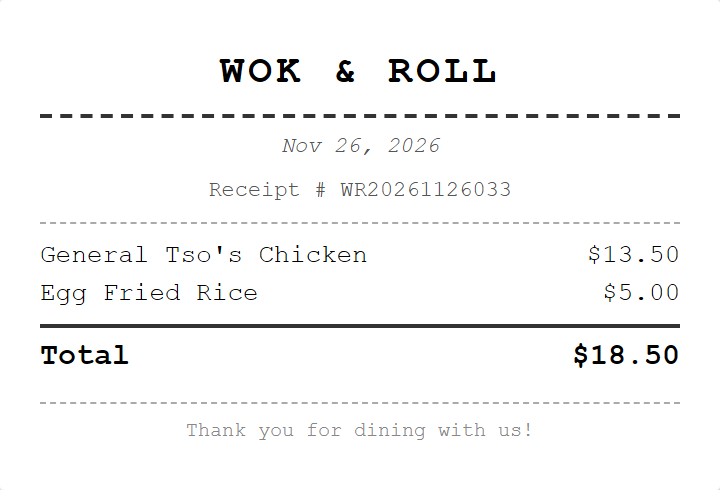 WOK & ROLL
Nov 26, 2026
Receipt # WR20261126033
General Tso's Chicken $13.50
Egg Fried Rice $5.00
Total $18.50
Thank you for dining with us!